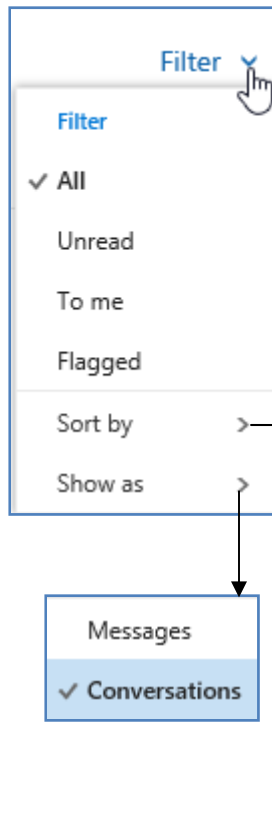 Filter
Filter
All
Unread
To me
Flagged
Sort by
Show as
Messages
Conversations